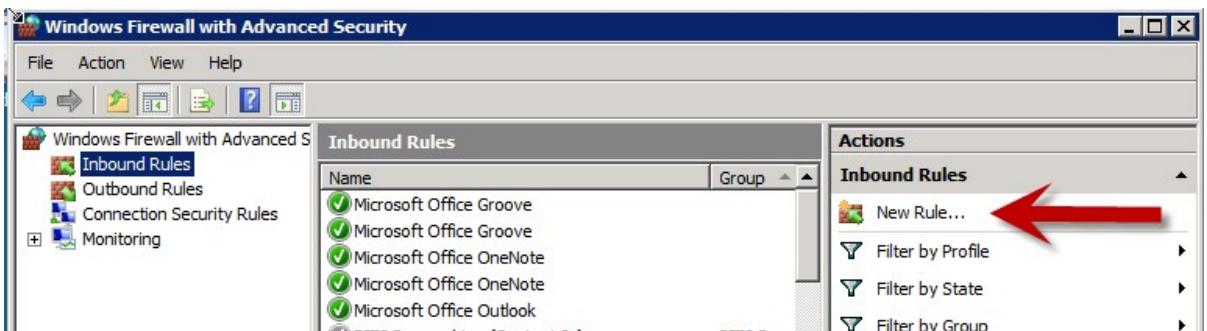 Windows Firewall with Advanced Security
File Action View Help
Windows Firewall with Advanced S
Inbound Rules
Outbound Rules
Connection Security Rules
Monitoring
Inbound Rules
Name Group
Microsoft Office Groove
Microsoft Office Groove
Microsoft Office OneNote
Microsoft Office OneNote
Microsoft Office Outlook
Actions
Inbound Rules
New Rule...
Filter by Profile
Filter by State
Filter by Group